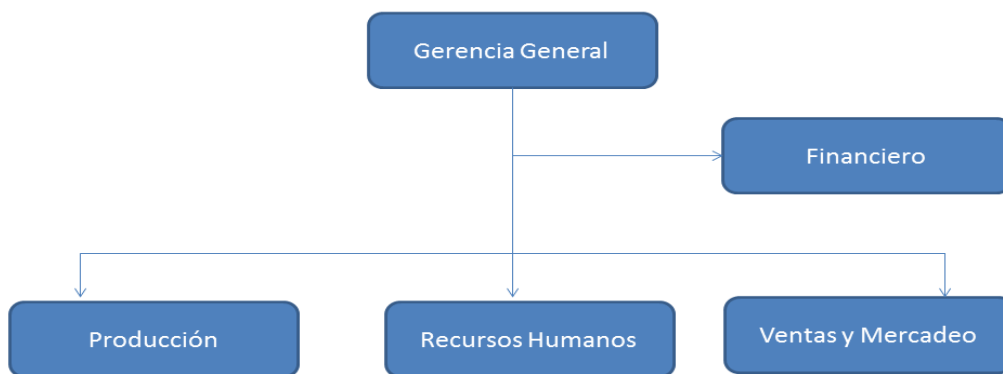 Gerencia General
Financiero
Producción
Recursos Humanos
Ventas y Mercadeo